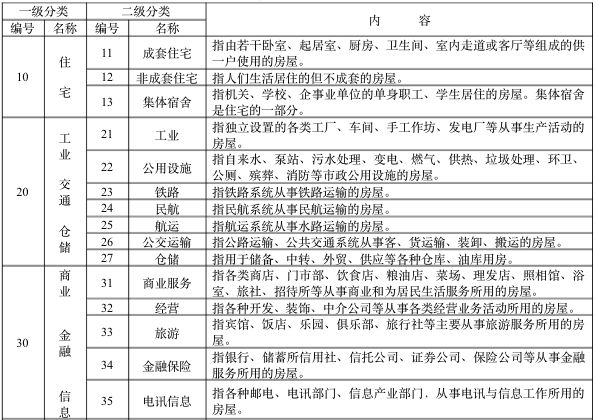 一级分类 二级分类 内 容
编号 名称 编号 名称
10 住宅
11 成套住宅 指由若干卧室、起居室、厨房、卫生间、室内走道或客厅等组成的供
一户使用的房屋。
12 非成套住宅 指人们生活居住的但不成套的房屋。
13 集体宿舍 指机关、学校、企事业单位的单身职工、学生居住的房屋。集体宿舍
是住宅的一部分。
20 工业 交通 仓储
21 工业 指独立设置的各类工厂、车间、手工作坊、发电厂等从事生产活动的
房屋。
22 公用设施 指自来水、泵站、污水处理、变电、燃气、供热、垃圾处理、环卫、
公厕、殡葬、消防等市政公用设施的房屋。
23 铁路 指铁路系统从事铁路运输的房屋。
24 民航 指民航系统从事民航运输的房屋。
25 航运 指航运系统从事水路运输的房屋。
26 公交运输 指公路运输、公共交通系统从事客、货运输、装卸、搬运的房屋。
27 仓储 指用于储备、中转、外贸、供应等各种仓库、油库用房。
30 商业 金融 信息
31 商业服务 指各类商店、门市部、饮食店、粮油店、菜场、理发店、照相馆、浴
室、旅社、招待所等从事商业和为居民生活服务所用的房屋。
32 经营 指各种开发、装饰、中介公司等从事各类经营业务活动所用的房屋。
33 旅游 指宾馆、饭店、乐园、俱乐部、旅行社等主要从事旅游服务所用的房
屋。
34 金融保险 指银行、储蓄所信用社、信托公司、证券公司、保险公司等从事金融
服务所用的房屋。
35 电讯信息 指各种邮电、电讯部门、信息产业部门，从事电讯与信息工作所用的
房屋。